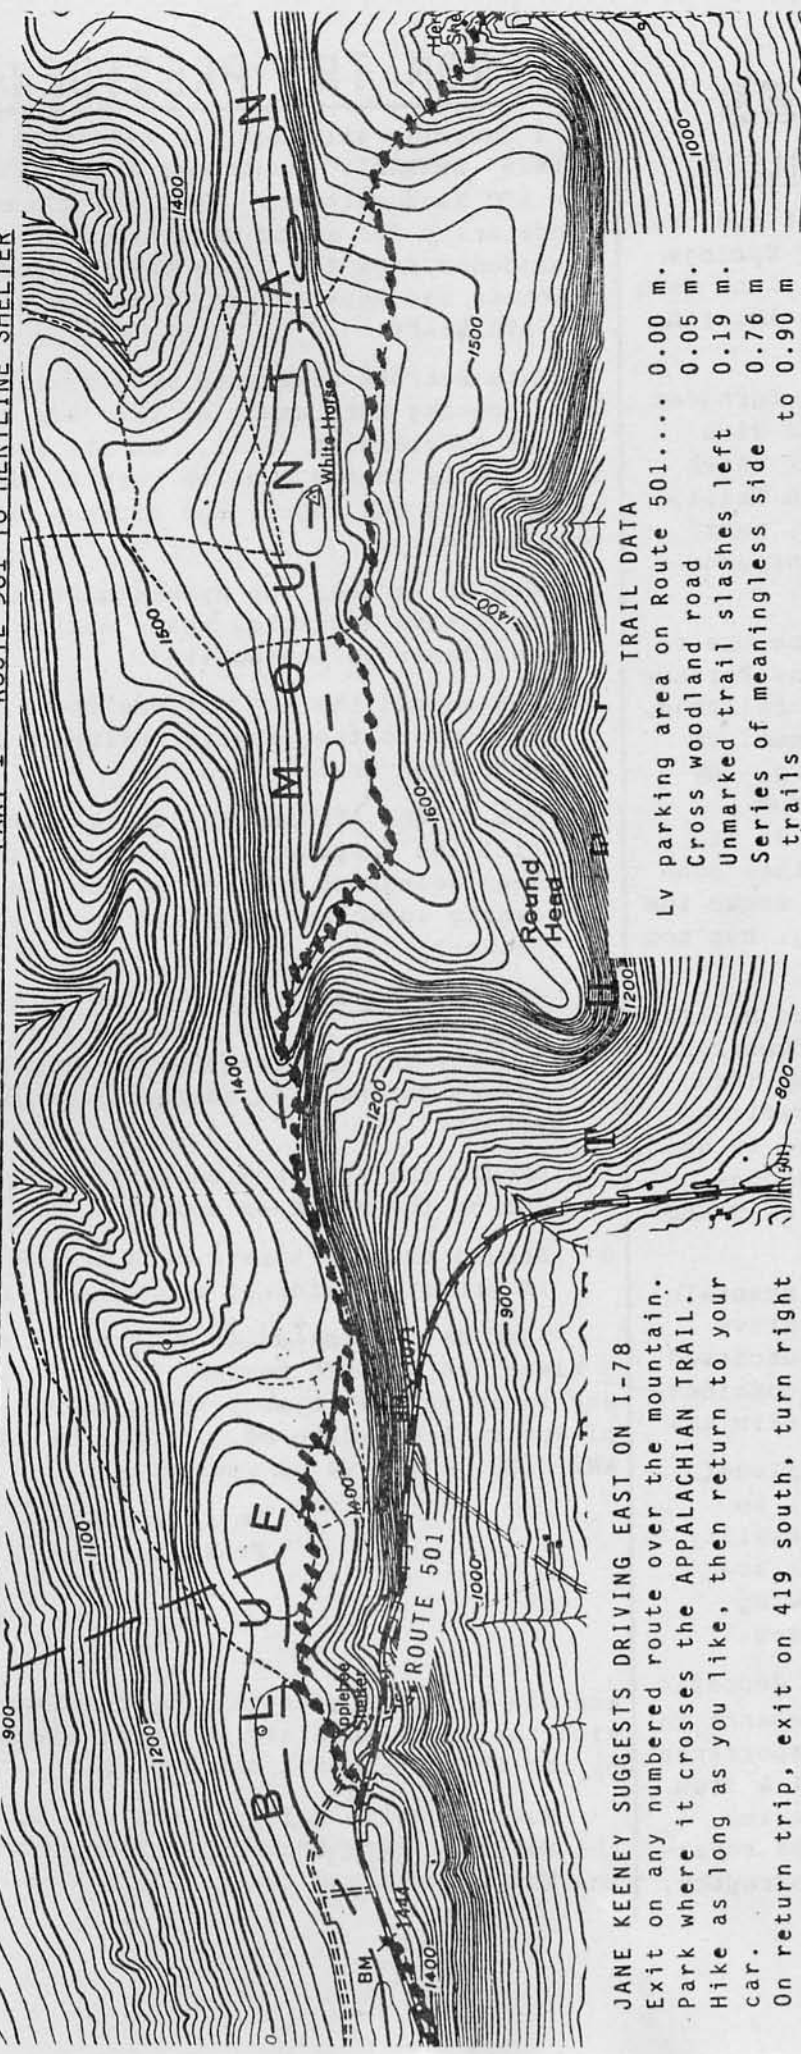 PART I - ROUTE 501 TO HERTLINE SHELTER
BLUE MOUNTAIN
900
1100
1200
1400
1500
1400
White Horse
1500
1400
1600
Round
Head
1200
1200
1000
800
900
1000
1400
1400
BM 1071
BM 1444
Shelter
ROUTE 501
501
T H P
JANE KEENEY SUGGESTS DRIVING EAST ON I-78
Exit on any numbered route over the mountain.
Park where it crosses the APPALACHIAN TRAIL.
Hike as long as you like, then return to your
car.
On return trip, exit on 419 south, turn right
TRAIL DATA
Lv parking area on Route 501.... 0.00 m.
Cross woodland road 0.05 m.
Unmarked trail slashes left 0.19 m.
Series of meaningless side 0.76 m
trails to 0.90 m